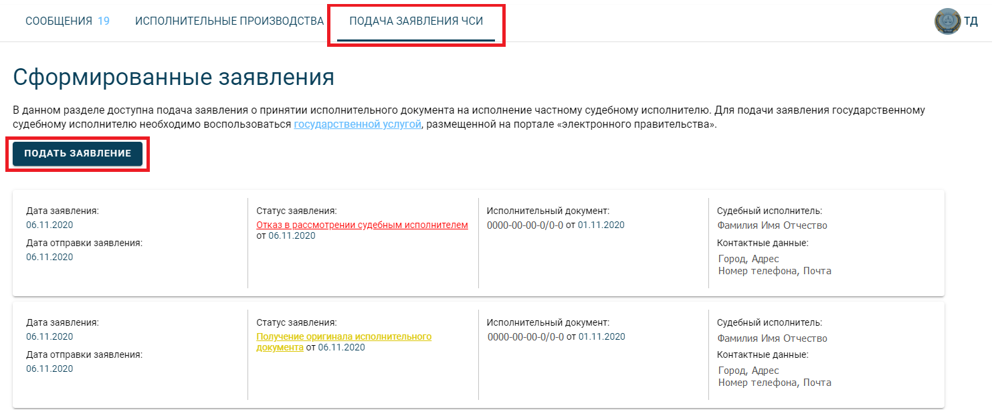 СООБЩЕНИЯ 19 ИСПОЛНИТЕЛЬНЫЕ ПРОИЗВОДСТВА ПОДАЧА ЗАЯВЛЕНИЯ ЧСИ ТД
Сформированные заявления
В данном разделе доступна подача заявления о принятии исполнительного документа на исполнение частному судебному исполнителю. Для подачи заявления государственному
судебному исполнителю необходимо воспользоваться государственной услугой, размещенной на портале «электронного правительства».
ПОДАТЬ ЗАЯВЛЕНИЕ
Дата заявления:
06.11.2020
Дата отправки заявления:
06.11.2020
Статус заявления:
Отказ в рассмотрении судебным исполнителем
от 06.11.2020
Исполнительный документ:
0000-00-00-0/0-0 от 01.11.2020
Судебный исполнитель:
Фамилия Имя Отчество
Контактные данные:
Город, Адрес
Номер телефона, Почта
Дата заявления:
06.11.2020
Дата отправки заявления:
06.11.2020
Статус заявления:
Получение оригинала исполнительного
документа от 06.11.2020
Исполнительный документ:
0000-00-00-0/0-0 от 01.11.2020
Судебный исполнитель:
Фамилия Имя Отчество
Контактные данные:
Город, Адрес
Номер телефона, Почта